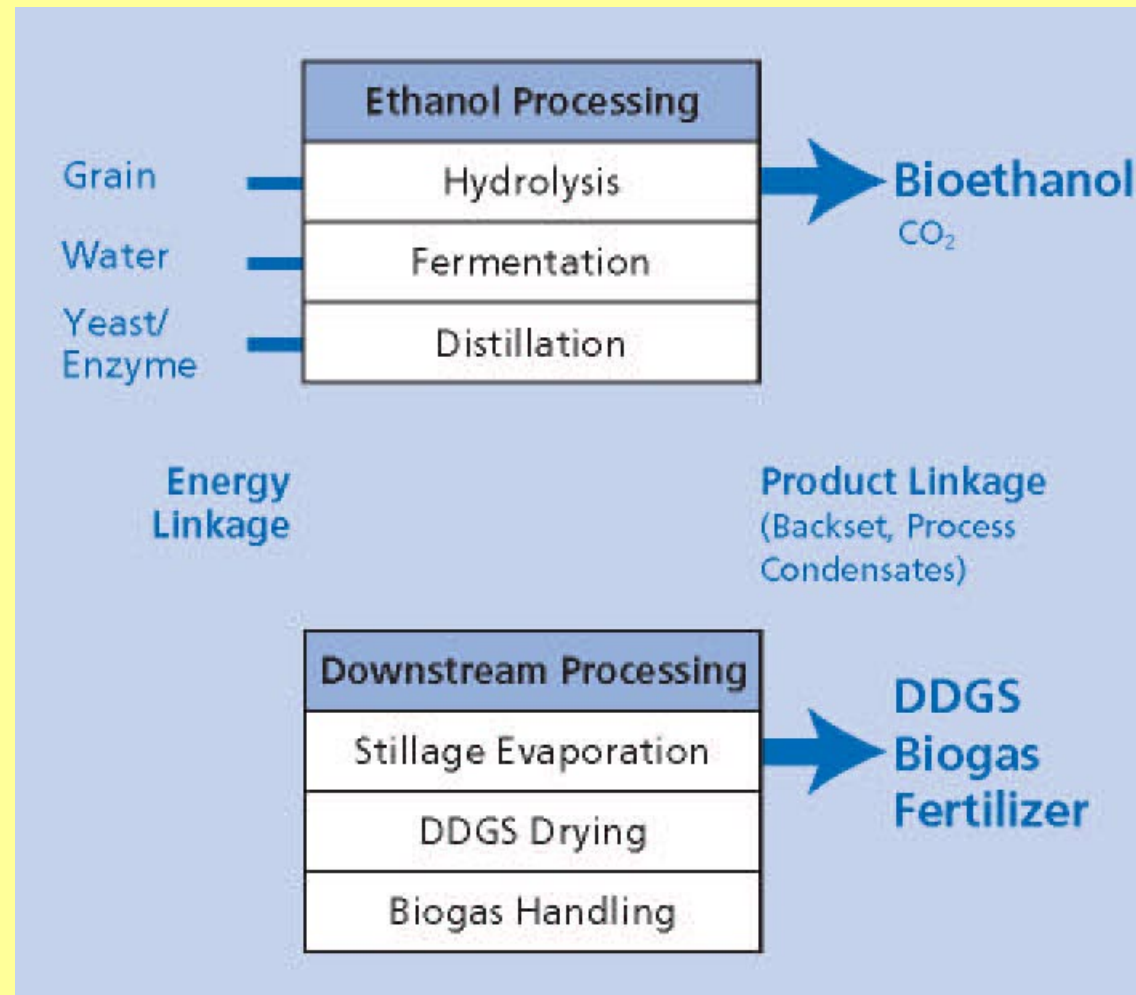 Ethanol Processing
Grain
Hydrolysis
Bioethanol
CO₂
Water
Fermentation
Yeast/
Enzyme
Distillation
Energy
Linkage
Product Linkage
(Backset, Process
Condensates)
Downstream Processing
Stillage Evaporation
DDGS Drying
Biogas Handling
DDGS
Biogas
Fertilizer